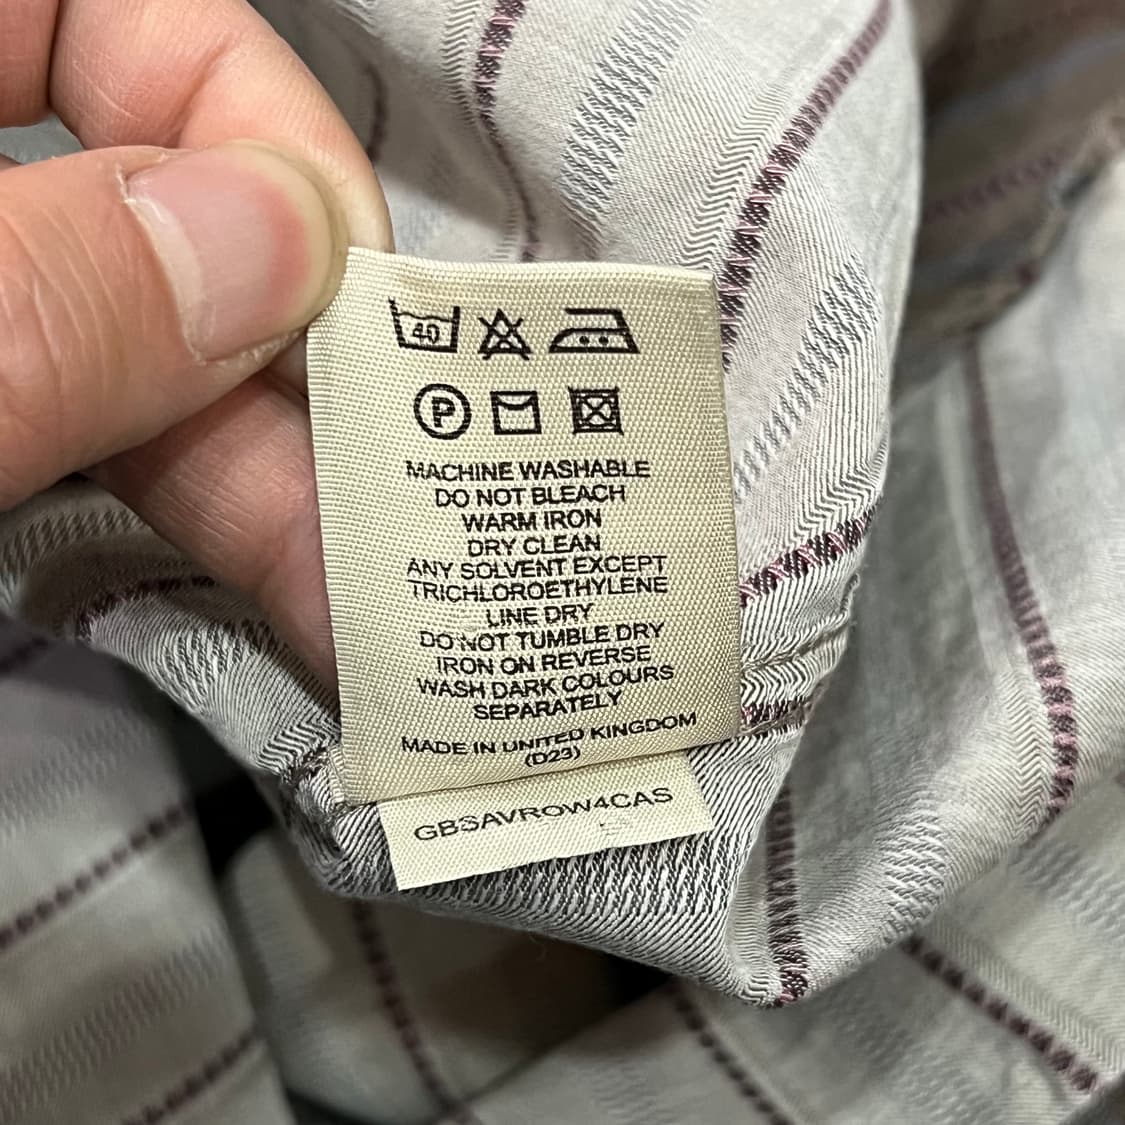 40
P
MACHINE WASHABLE
DO NOT BLEACH
WARM IRON
DRY CLEAN
ANY SOLVENT EXCEPT
TRICHLOROETHYLENE
LINE DRY
DO NOT TUMBLE DRY
IRON ON REVERSE
WASH DARK COLOURS
SEPARATELY
MADE IN UNITED KINGDOM
(D23)
GBSAVROW4CAS